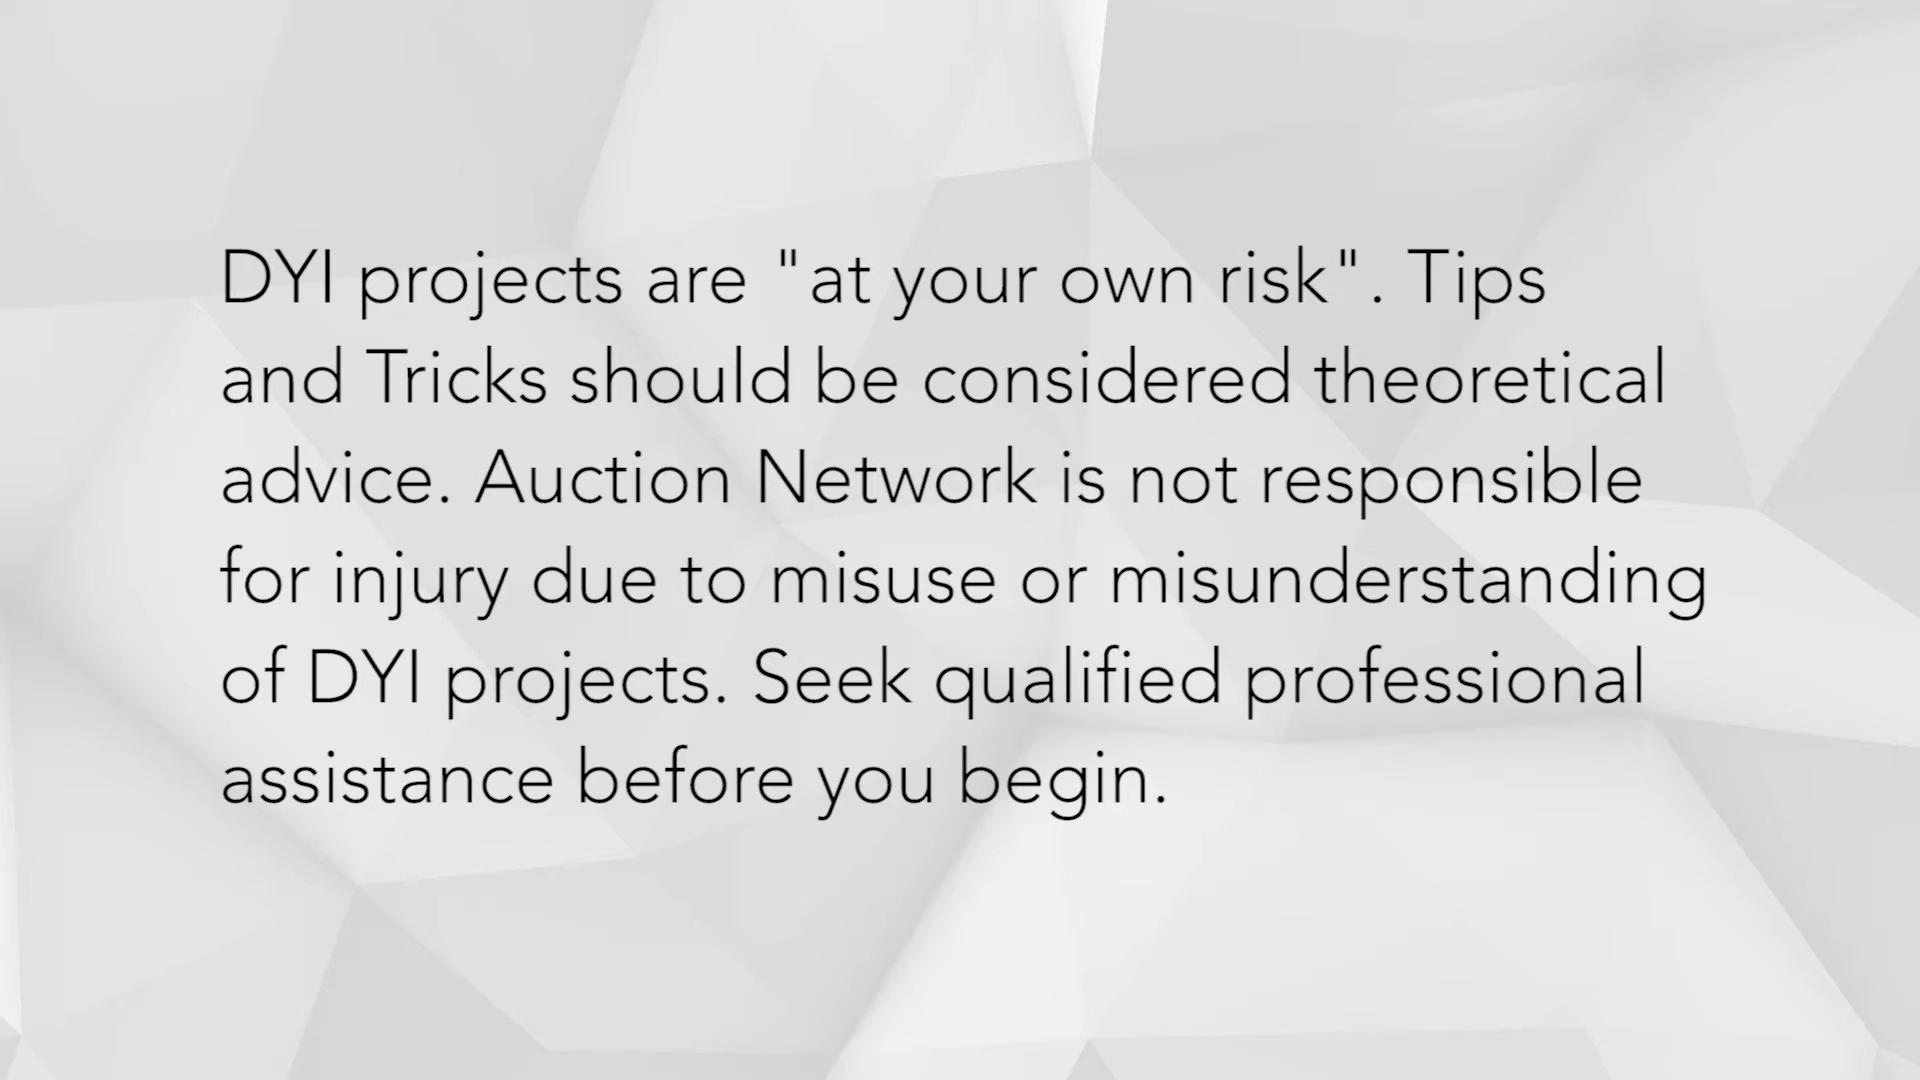 DYI projects are "at your own risk". Tips
and Tricks should be considered theoretical
advice. Auction Network is not responsible
for injury due to misuse or misunderstanding
of DYI projects. Seek qualified professional
assistance before you begin.